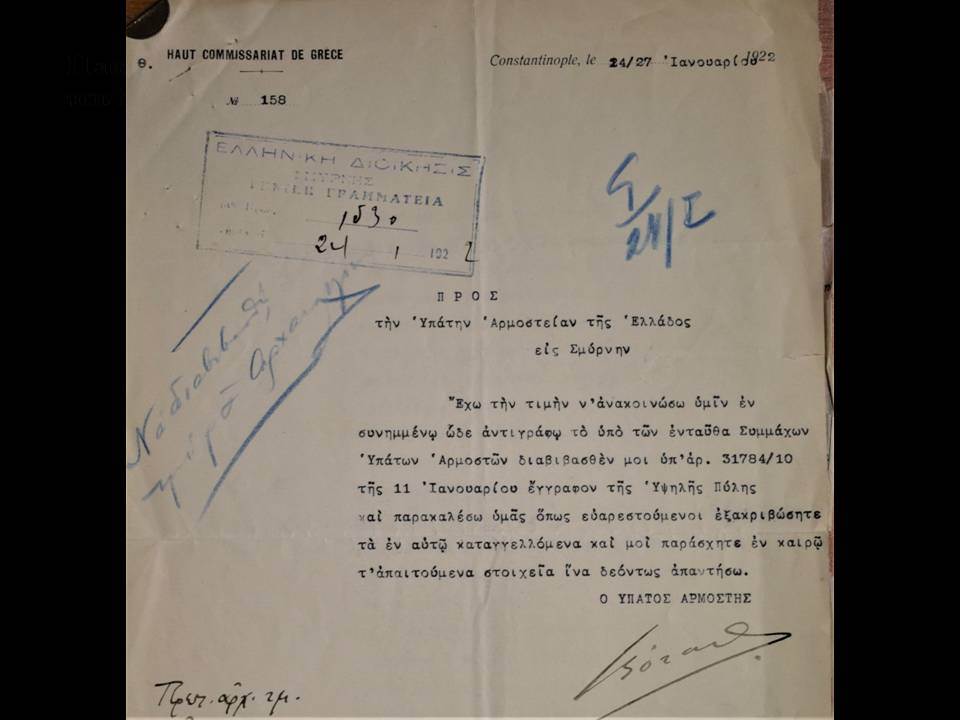 θ.
HAUT COMMISSARIAT DE GRÈCE
Constantinople, le 24/27 Ἰανουαρίου 1922
№ 158
ΕΛΛΗΝΙΚΗ ΔΙΟΙΚΗΣΙΣ
ΣΜΥΡΝΗΣ
ΓΕΝΙΚΗ ΓΡΑΜΜΑΤΕΙΑ
1530
24 1 1922
24/I
Νὰ διαβιβασθῇ
Π Ρ Ο Σ
τὴν Ὑπάτην Ἁρμοστείαν τῆς Ἑλλάδος
εἰς Σμύρνην
Ἔχω τὴν τιμὴν ν'ἀνακοινώσω ὑμῖν ἐν
συνημμένῳ ὧδε ἀντιγράφῳ τὸ ὑπὸ τῶν ἐνταῦθα Συμμάχων
Ὑπάτων Ἁρμοστῶν διαβιβασθὲν μοι ὑπ'ἀρ. 31784/10
τῆς 11 Ἰανουαρίου ἔγγραφον τῆς Ὑψηλῆς Πύλης
καὶ παρακαλέσω ὑμᾶς ὅπως εὐαρεστούμενοι ἐξακριβώσητε
τὰ ἐν αὐτῷ καταγγελλόμενα καὶ μοὶ παράσχητε ἐν καιρῷ
τ'ἀπαιτούμενα στοιχεῖα ἵνα δεόντως ἀπαντήσω.
Ο ΥΠΑΤΟΣ ΑΡΜΟΣΤΗΣ